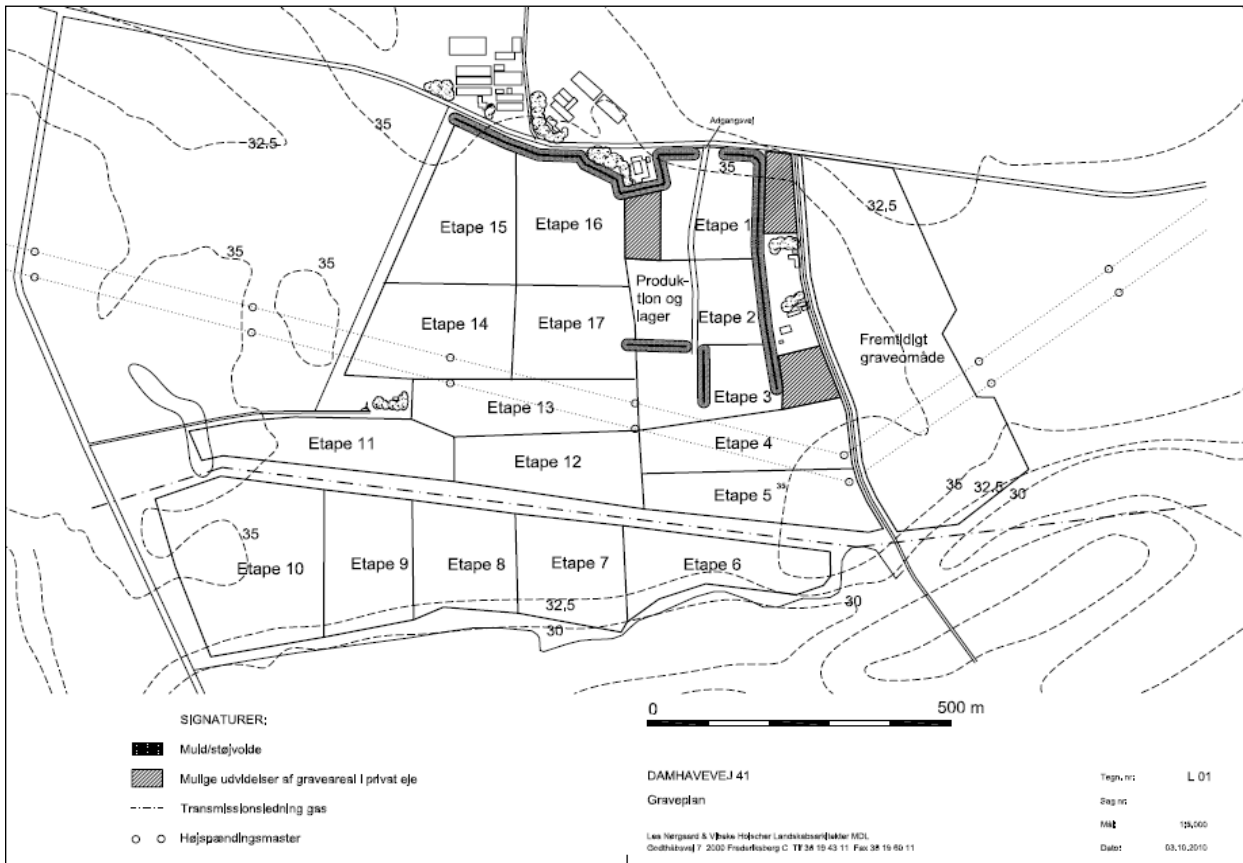 35
32.5
Adgangsvej
35
32,5
Etape 15
Etape 16
Etape 1
35
35
Produk-
tion og
lager
Etape 14
Etape 17
Etape 2
Fremtidigt
graveområde
Etape 13
Etape 3
Etape 11
Etape 12
Etape 4
Etape 5
35
35
32,5
30
35
Etape 10
Etape 9
Etape 8
Etape 7
Etape 6
32,5
30
30
0
500 m
SIGNATURER:
Muld/støjvolde
Mulige udvidelser af graveareal i privat eje
Transmissionsledning gas
Højspændingsmaster
DAMHAVEVEJ 41
Graveplan
Tegn. nr:
L 01
Sag nr:
Mål:
Dato:
03.10.2010